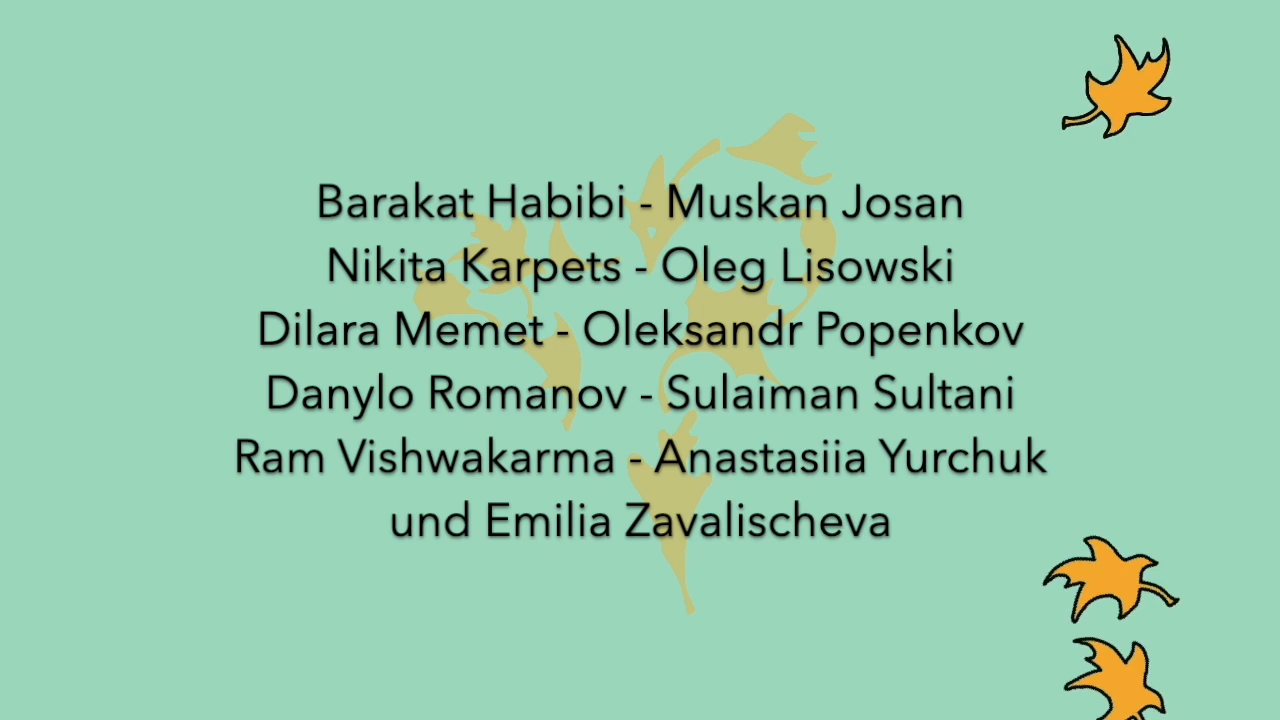 Barakat Habibi - Muskan Josan
Nikita Karpets - Oleg Lisowski
Dilara Memet - Oleksandr Popenkov
Danylo Romanov - Sulaiman Sultani
Ram Vishwakarma - Anastasiia Yurchuk
und Emilia Zavalischeva